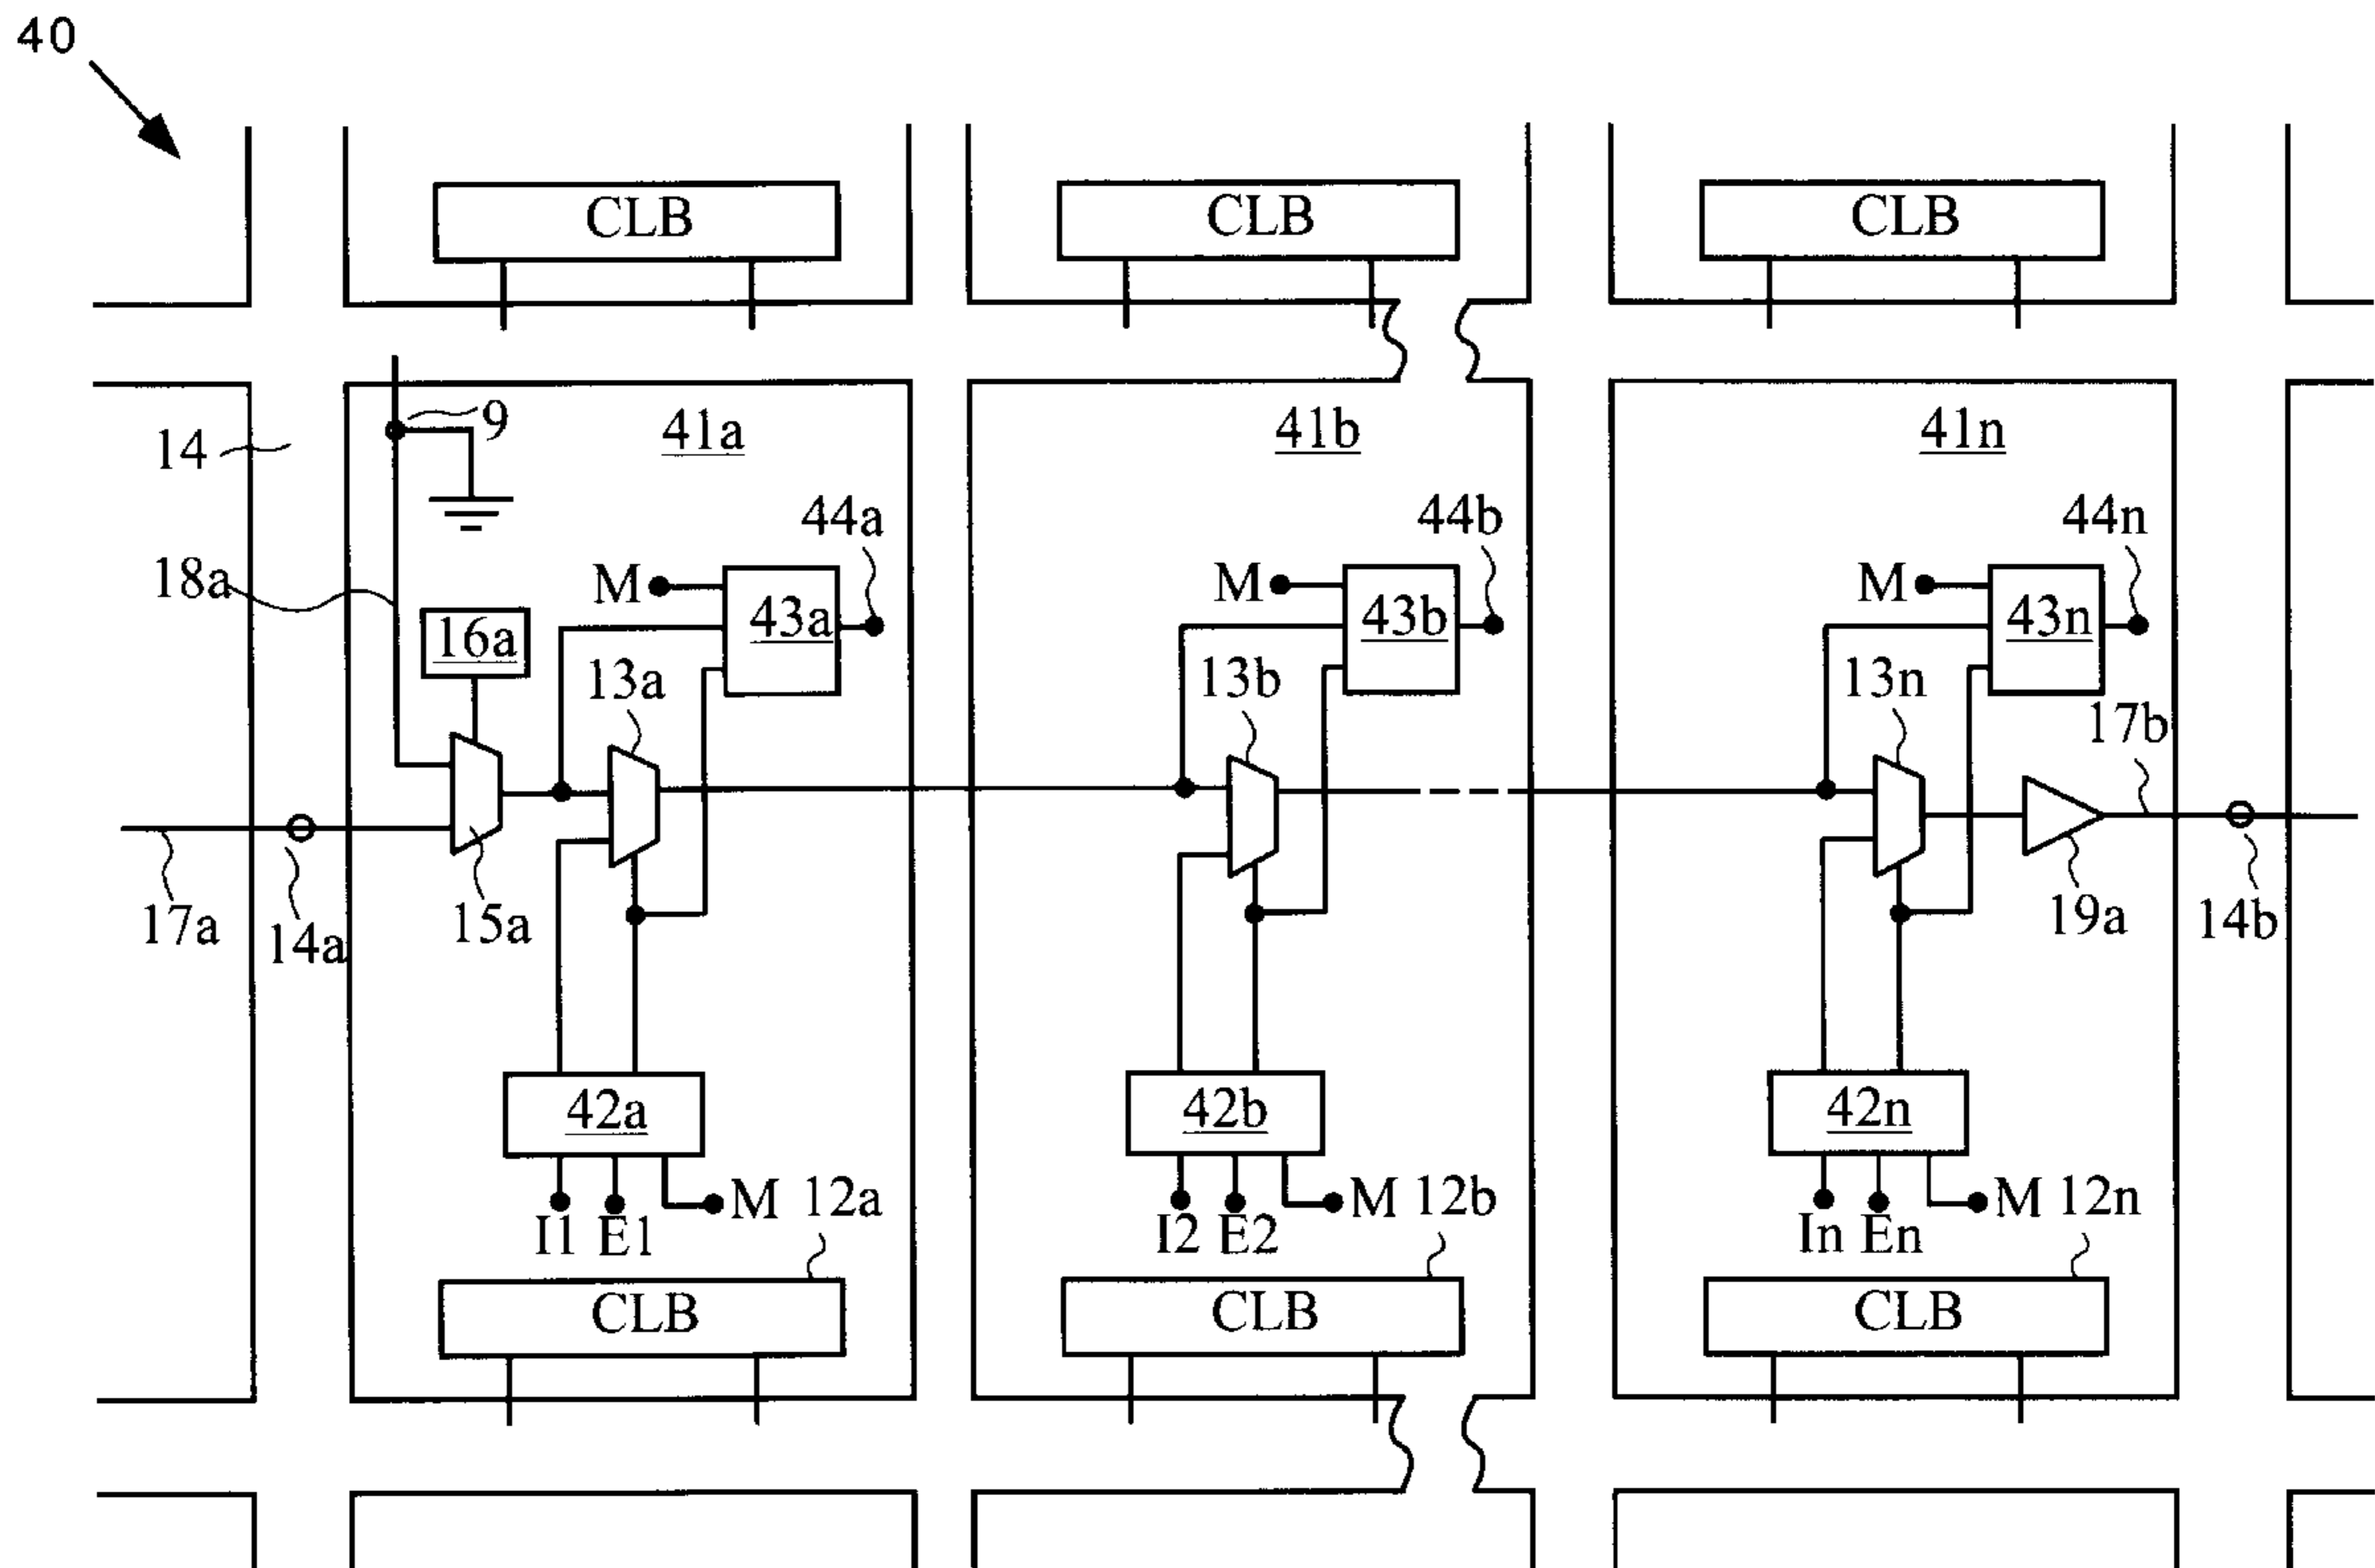 40
CLB CLB CLB
9
14 41a 41b 41n
44a 44b 44n
18a M 43a M 43b M 43n
16a 13a 13b 13n
17b
17a 14a 15a 19a 14b
42a 42b 42n
M 12a M 12b M 12n
I1 E1 I2 E2 In En
CLB CLB CLB